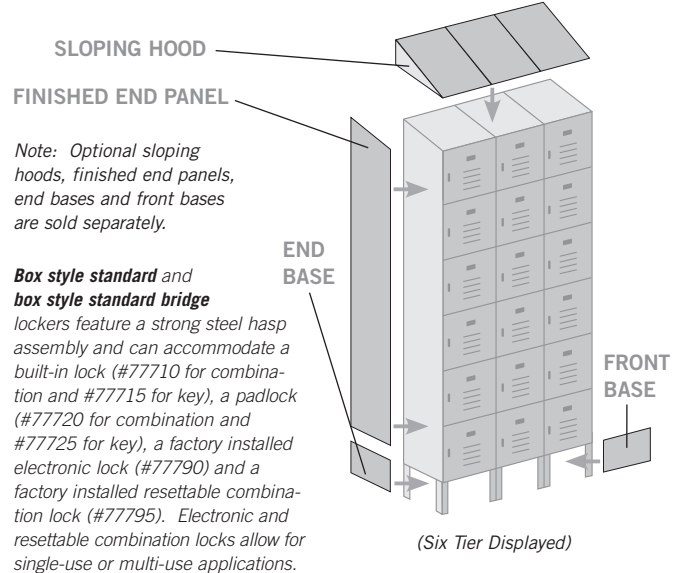 SLOPING HOOD
FINISHED END PANEL
Note: Optional sloping
hoods, finished end panels,
end bases and front bases
are sold separately.
END
BASE
Box style standard and
box style standard bridge
lockers feature a strong steel hasp
assembly and can accommodate a
built-in lock (#77710 for combina-
tion and #77715 for key), a padlock
(#77720 for combination and
#77725 for key), a factory installed
electronic lock (#77790) and a
factory installed resettable combina-
tion lock (#77795). Electronic and
resettable combination locks allow for
single-use or multi-use applications.
FRONT
BASE
(Six Tier Displayed)